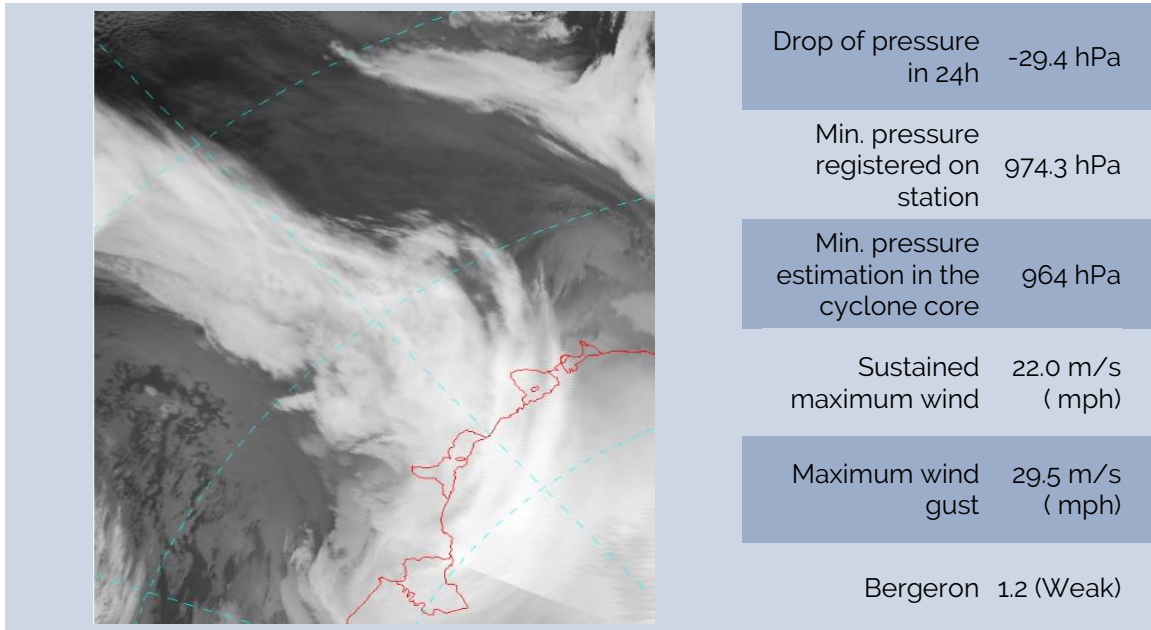 Drop of pressure
in 24h
-29.4 hPa
Min. pressure
registered on
station
974.3 hPa
Min. pressure
estimation in the
cyclone core
964 hPa
Sustained
maximum wind
22.0 m/s
( mph)
Maximum wind
gust
29.5 m/s
( mph)
Bergeron
1.2 (Weak)